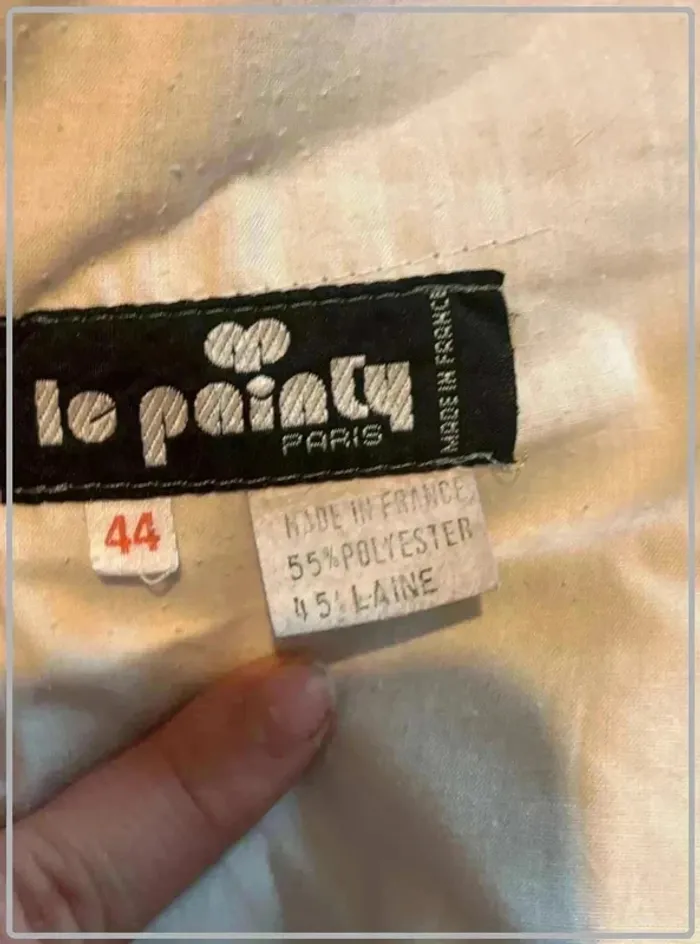 le painty
PARIS
MADE IN FRANCE
44
MADE IN FRANCE
55%POLYESTER
45% LAINE